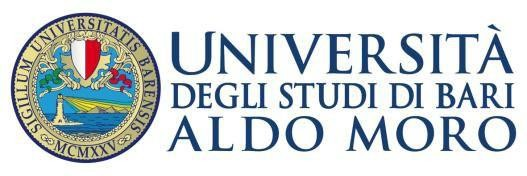 SIGILLUM UNIVERSITATIS BARENSIS
MCMXXV
UNIVERSITÀ
DEGLI STUDI DI BARI
ALDO MORO